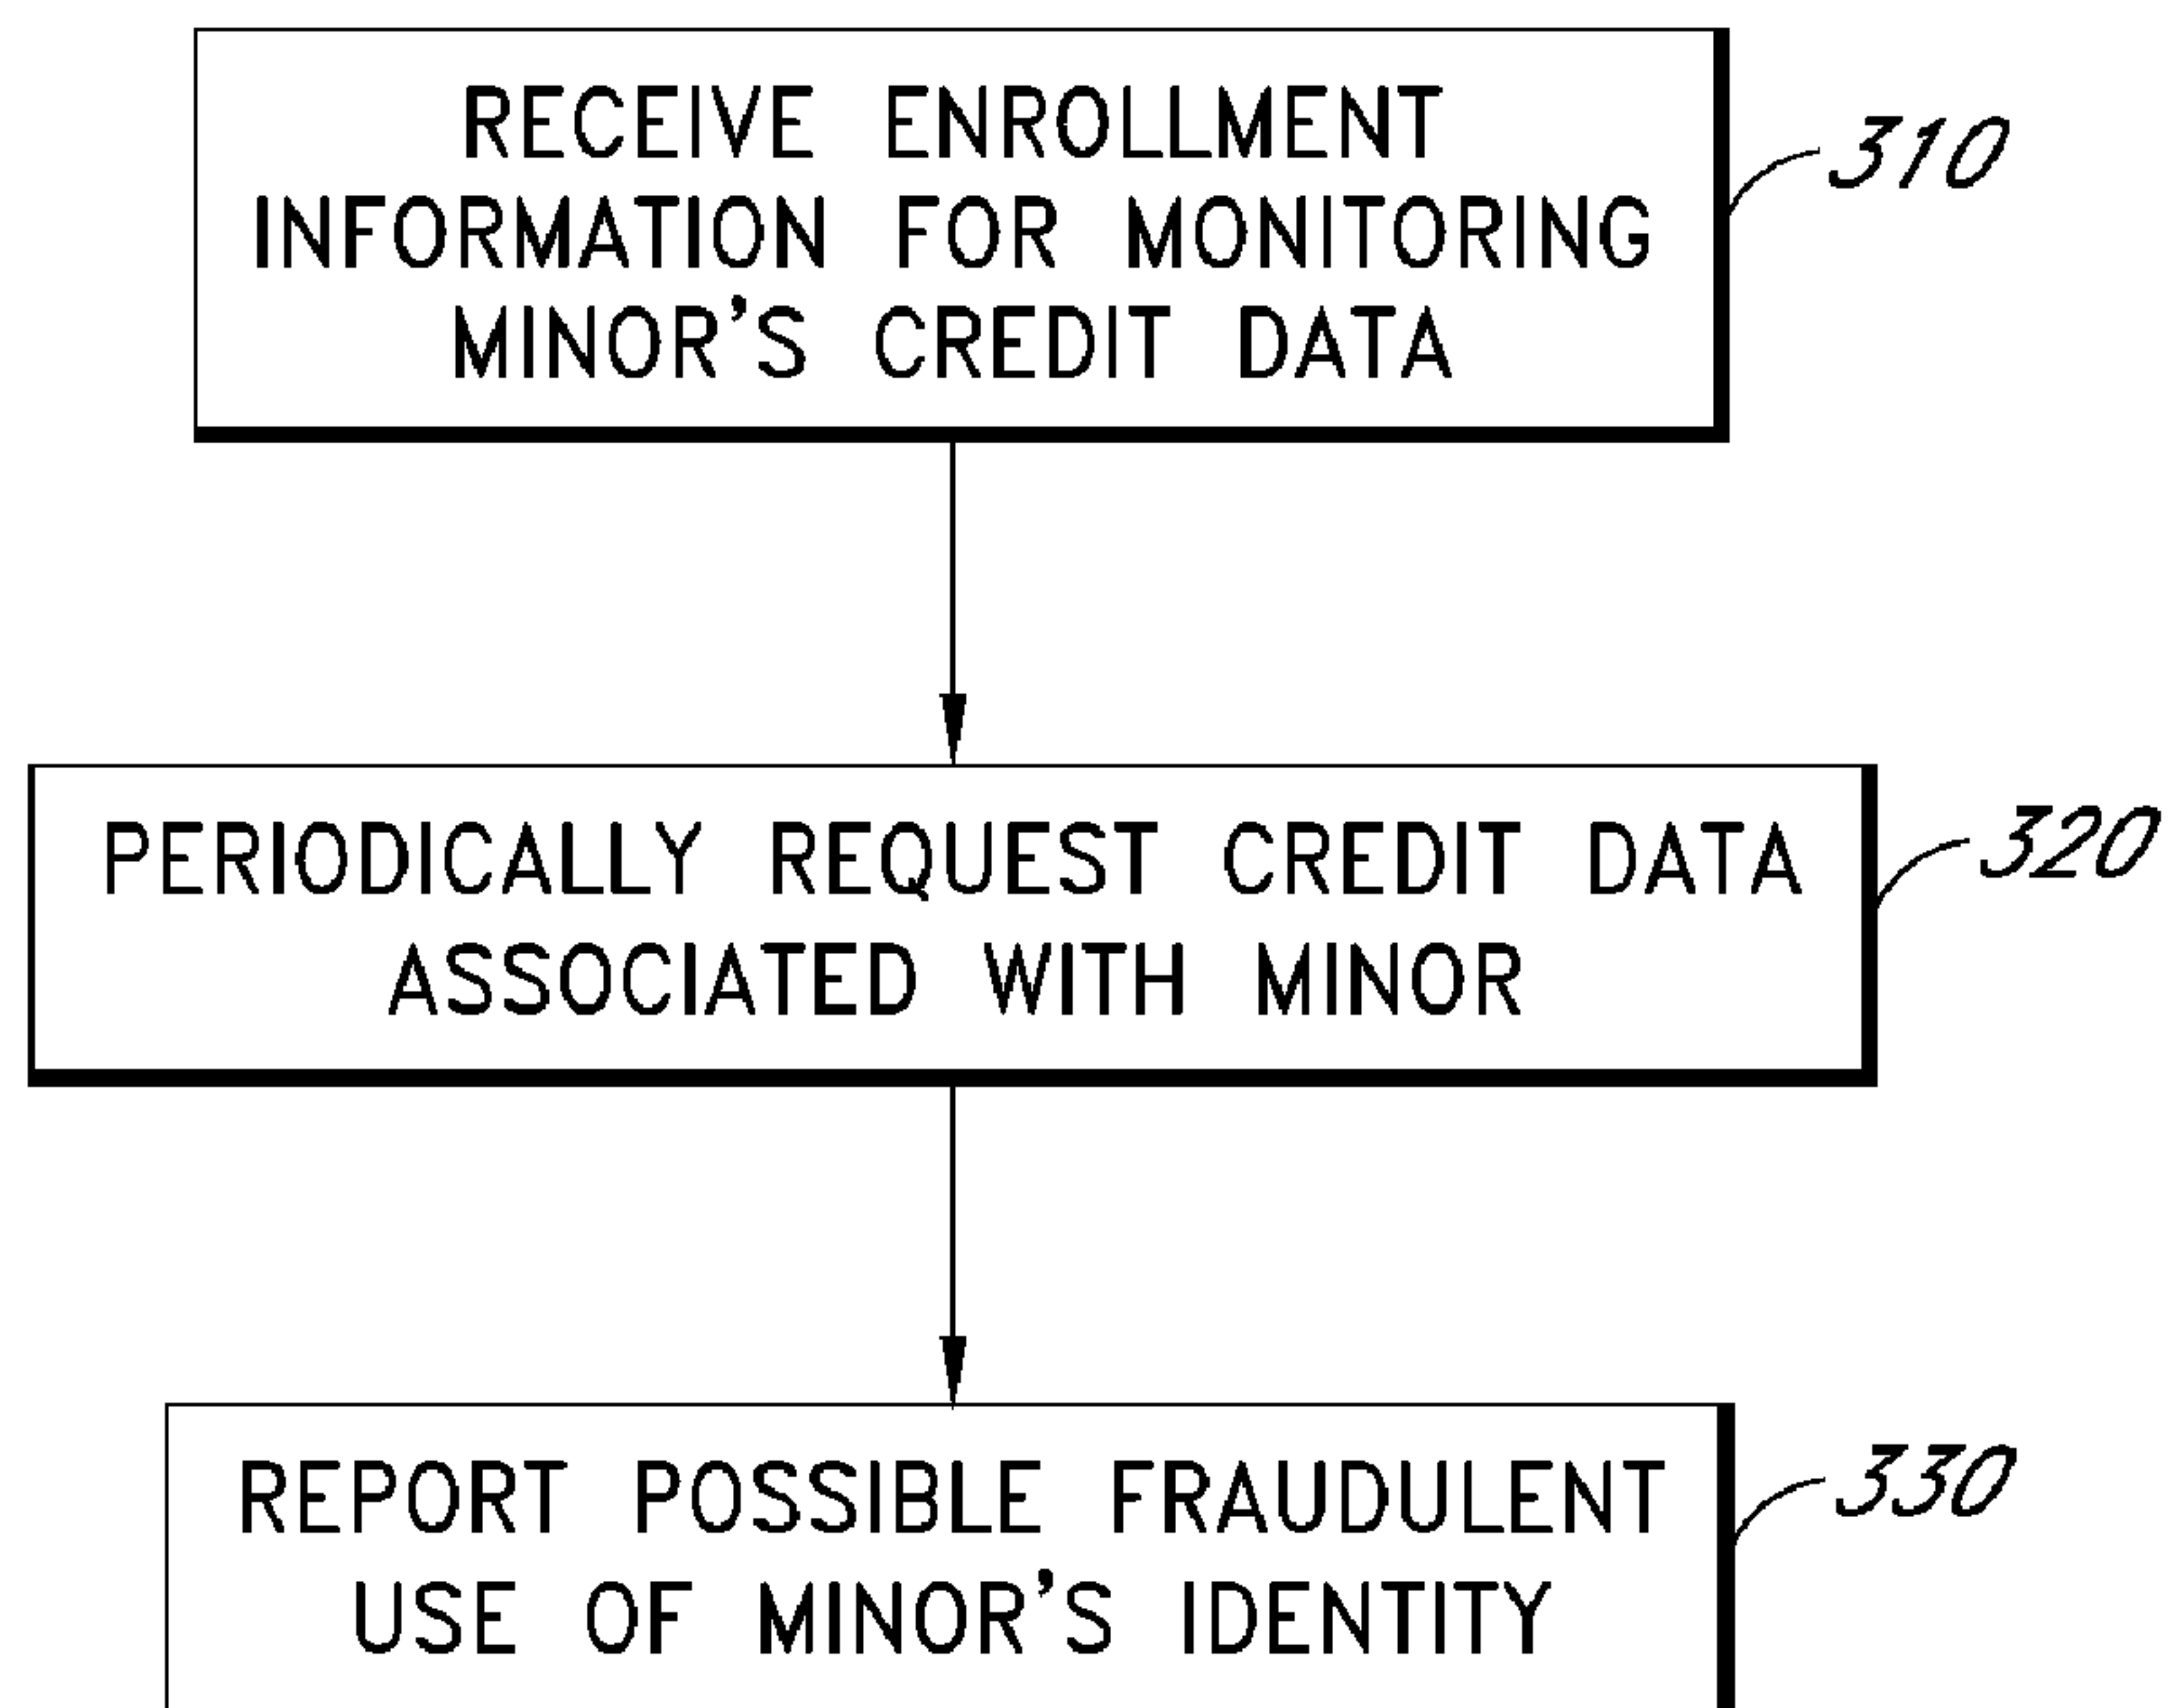 RECEIVE ENROLLMENT
INFORMATION FOR MONITORING
MINOR'S CREDIT DATA
310
PERIODICALLY REQUEST CREDIT DATA
ASSOCIATED WITH MINOR
320
REPORT POSSIBLE FRAUDULENT
USE OF MINOR'S IDENTITY
330